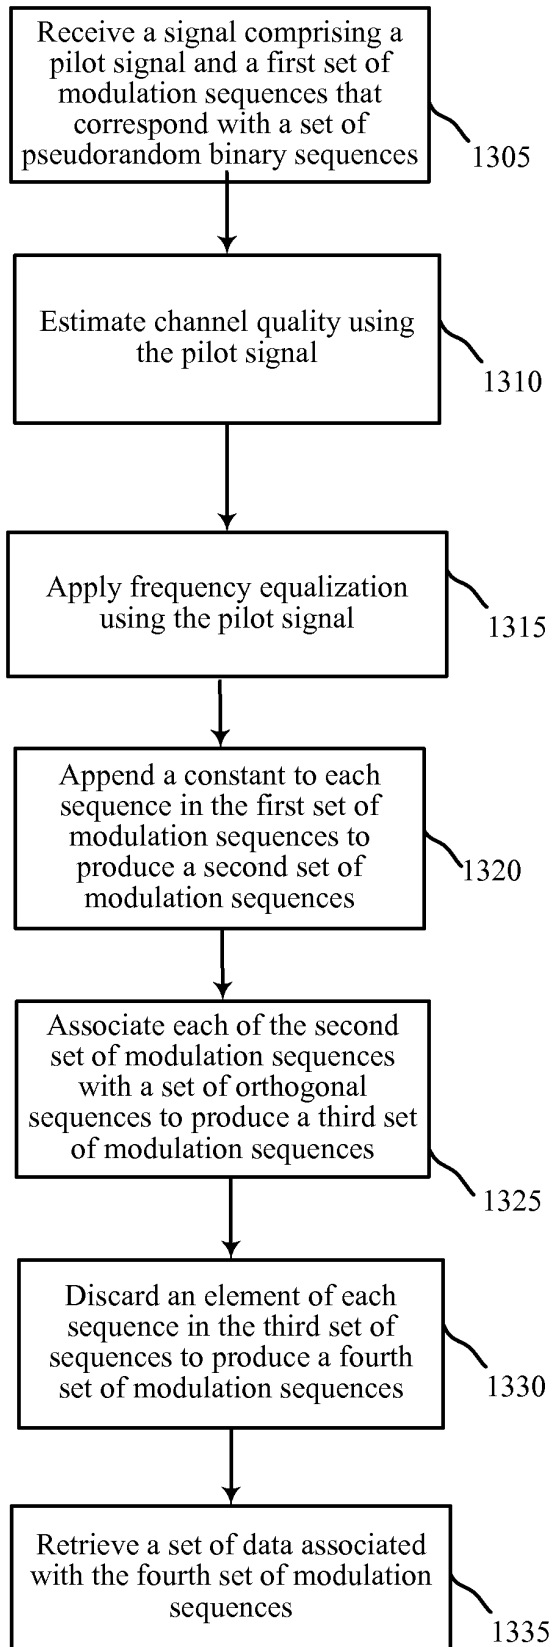 Receive a signal comprising a
pilot signal and a first set of
modulation sequences that
correspond with a set of
pseudorandom binary sequences
1305
Estimate channel quality using
the pilot signal
1310
Apply frequency equalization
using the pilot signal
1315
Append a constant to each
sequence in the first set of
modulation sequences to
produce a second set of
modulation sequences
1320
Associate each of the second
set of modulation sequences
with a set of orthogonal
sequences to produce a third set
of modulation sequences
1325
Discard an element of each
sequence in the third set of
sequences to produce a fourth
set of modulation sequences
1330
Retrieve a set of data associated
with the fourth set of modulation
sequences
1335